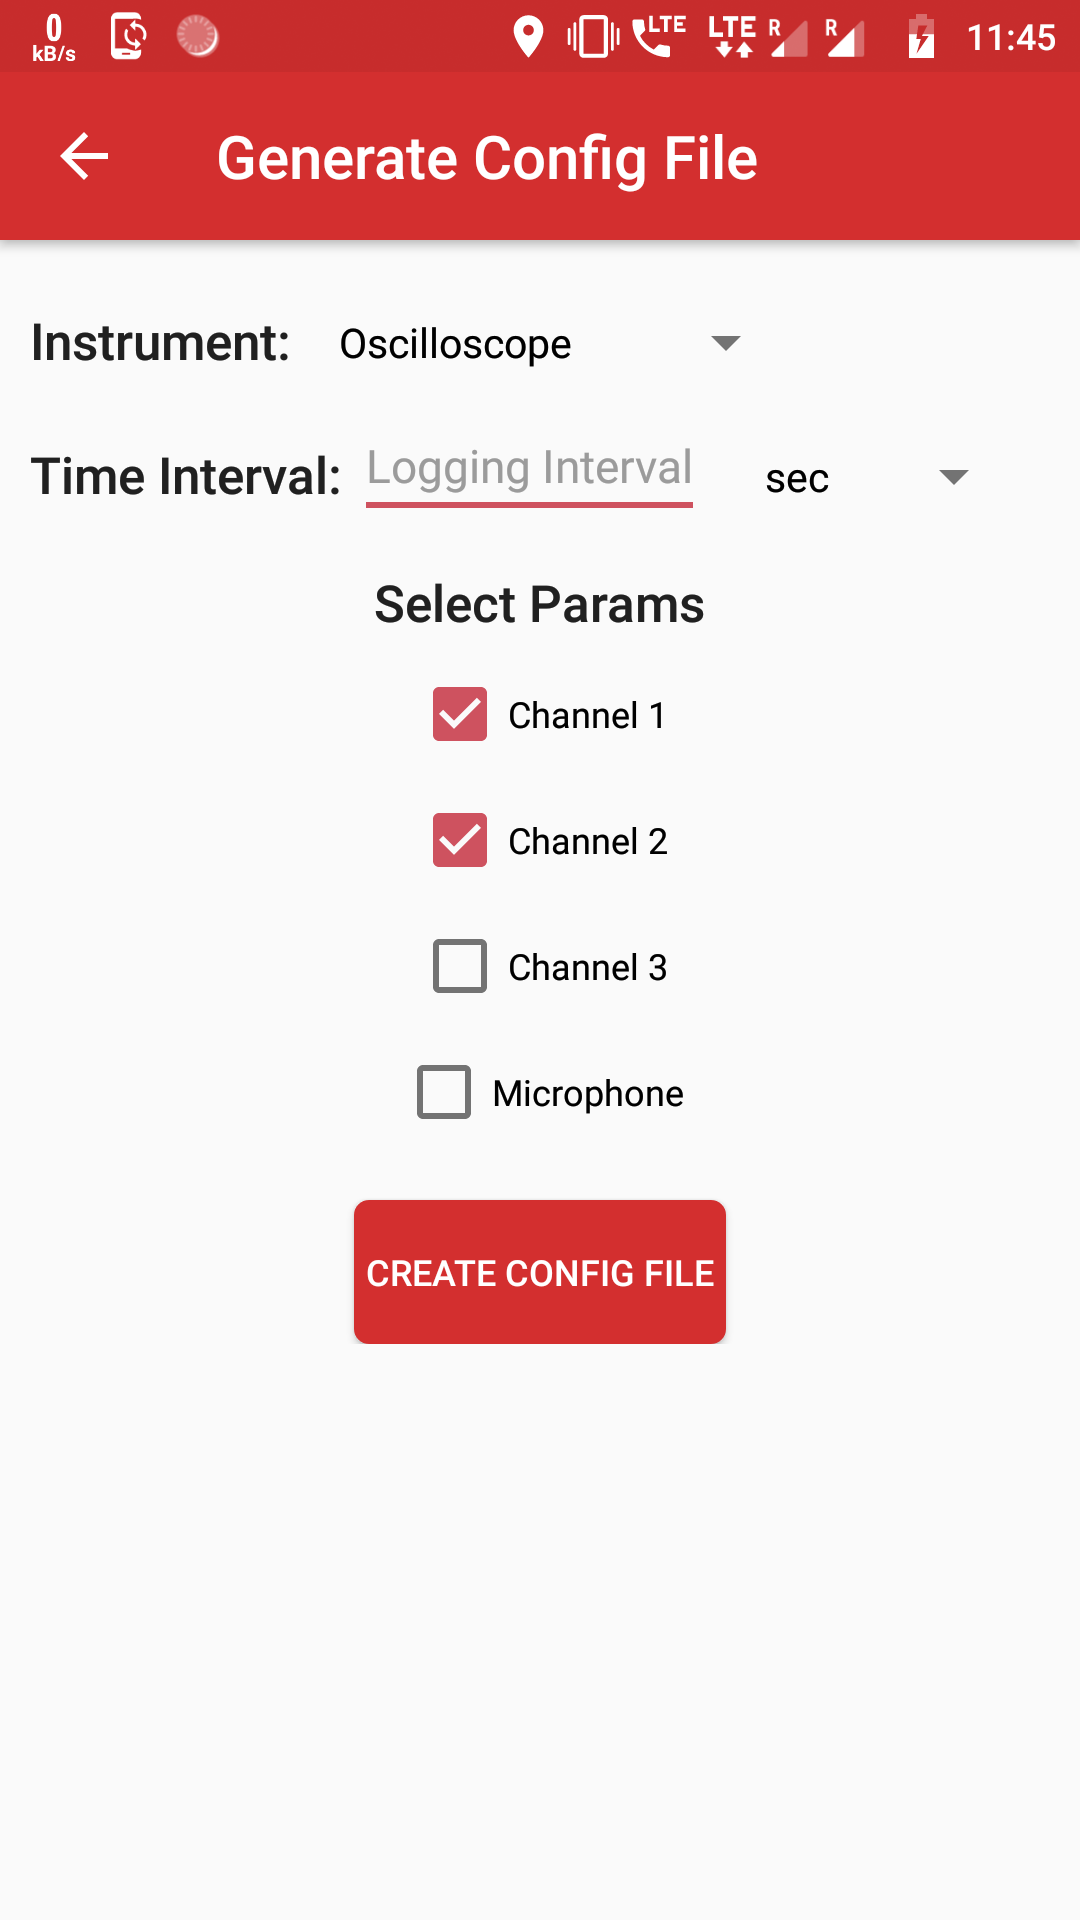 0 kB/s LTE LTE R R 11:45
Generate Config File
Instrument: Oscilloscope
Time Interval: Logging Interval sec
Select Params
Channel 1
Channel 2
Channel 3
Microphone
CREATE CONFIG FILE